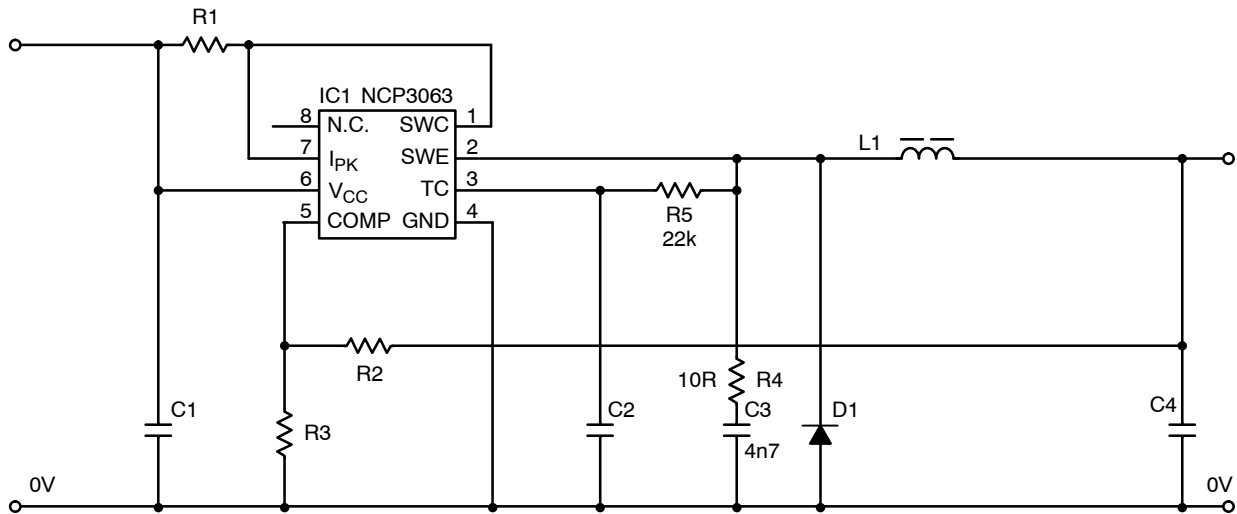 R1
IC1 NCP3063
8 N.C. SWC 1
7 IPK SWE 2
6 VCC TC 3
5 COMP GND 4
L1
R5
22k
R2
10R R4
C1
R3
C2
C3
4n7
D1
C4
0V
0V